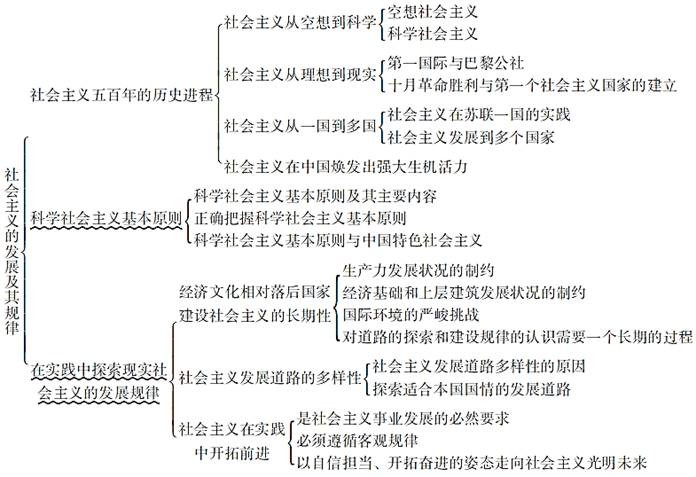 社会主义的发展及其规律
社会主义五百年的历史进程
社会主义从空想到科学
空想社会主义
科学社会主义
社会主义从理想到现实
第一国际与巴黎公社
十月革命胜利与第一个社会主义国家的建立
社会主义从一国到多国
社会主义在苏联一国的实践
社会主义发展到多个国家
社会主义在中国焕发出强大生机活力
科学社会主义基本原则
科学社会主义基本原则及其主要内容
正确把握科学社会主义基本原则
科学社会主义基本原则与中国特色社会主义
在实践中探索现实社
会主义的发展规律
经济文化相对落后国家
建设社会主义的长期性
生产力发展状况的制约
经济基础和上层建筑发展状况的制约
国际环境的严峻挑战
对道路的探索和建设规律的认识需要一个长期的过程
社会主义发展道路的多样性
社会主义发展道路多样性的原因
探索适合本国国情的发展道路
社会主义在实践
中开拓前进
是社会主义事业发展的必然要求
必须遵循客观规律
以自信担当、开拓奋进的姿态走向社会主义光明未来